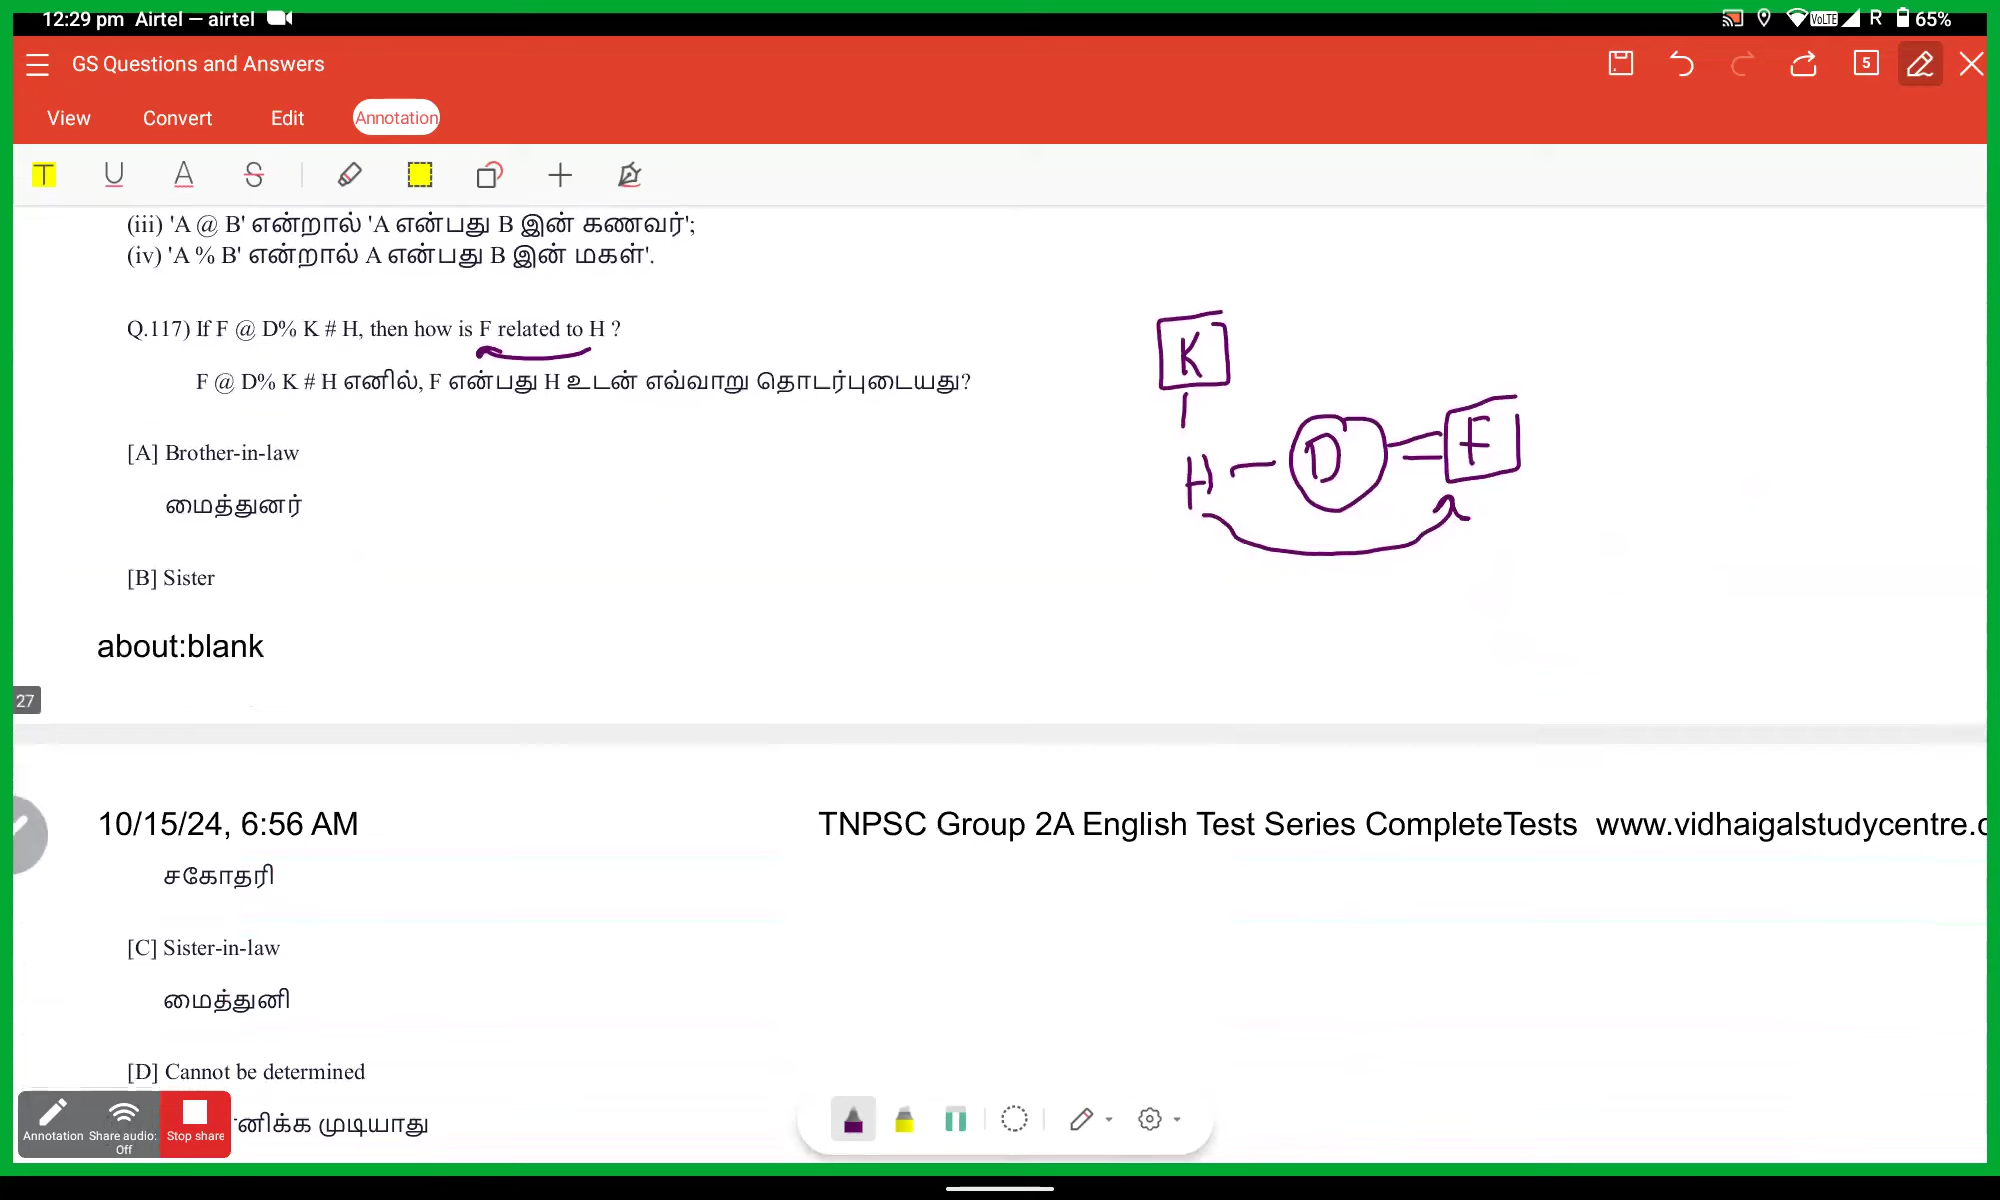 12:29 pm Airtel – airtel
VoLTE R 65%
GS Questions and Answers
5
View Convert Edit Annotation
T U A S
(iii) 'A @ B' என்றால் 'A என்பது B இன் கணவர்';
(iv) 'A % B' என்றால் A என்பது B இன் மகள்'.
Q.117) If F @ D% K # H, then how is F related to H ?
F @ D% K # H எனில், F என்பது H உடன் எவ்வாறு தொடர்புடையது?
K
H – D = F
[A] Brother-in-law
மைத்துனர்
[B] Sister
about:blank
27
10/15/24, 6:56 AM
TNPSC Group 2A English Test Series CompleteTests www.vidhaigalstudycentre.c
சகோதரி
[C] Sister-in-law
மைத்துனி
[D] Cannot be determined
னிக்க முடியாது
Annotation Share audio: Off Stop share